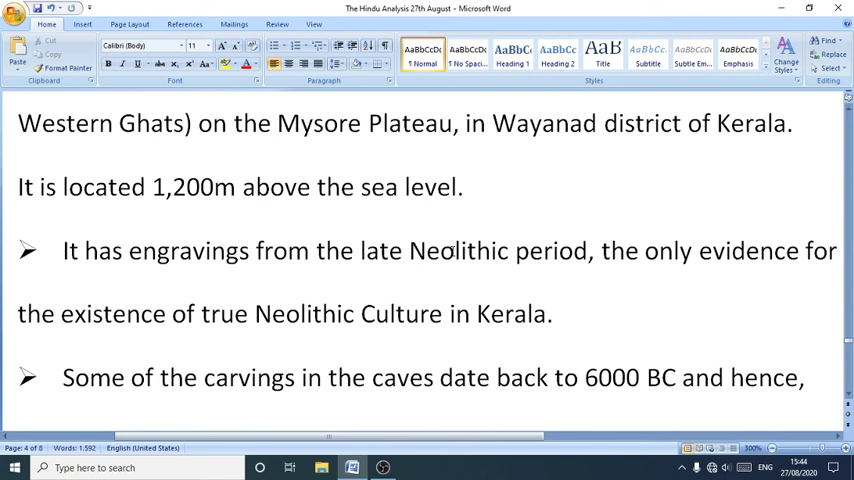 The Hindu Analysis 27th August - Microsoft Word
Home Insert Page Layout References Mailings Review View
Cut
Copy
Paste
Format Painter
Clipboard
Calibri (Body) 11
Font
Paragraph
AaBbCcDc AaBbCcDc AaBbCc AaBbCc AaB AaBbCc. AaBbCcDc AaBbCcDc
¶ Normal ¶ No Spaci... Heading 1 Heading 2 Title Subtitle Subtle Em... Emphasis
Change Styles
Styles
Find
Replace
Select
Editing
Western Ghats) on the Mysore Plateau, in Wayanad district of Kerala.
It is located 1,200m above the sea level.
➢ It has engravings from the late Neolithic period, the only evidence for
the existence of true Neolithic Culture in Kerala.
➢ Some of the carvings in the caves date back to 6000 BC and hence,
Page: 4 of 8 Words: 1,592 English (United States) 300%
Type here to search
ENG
15:44
27/08/2020